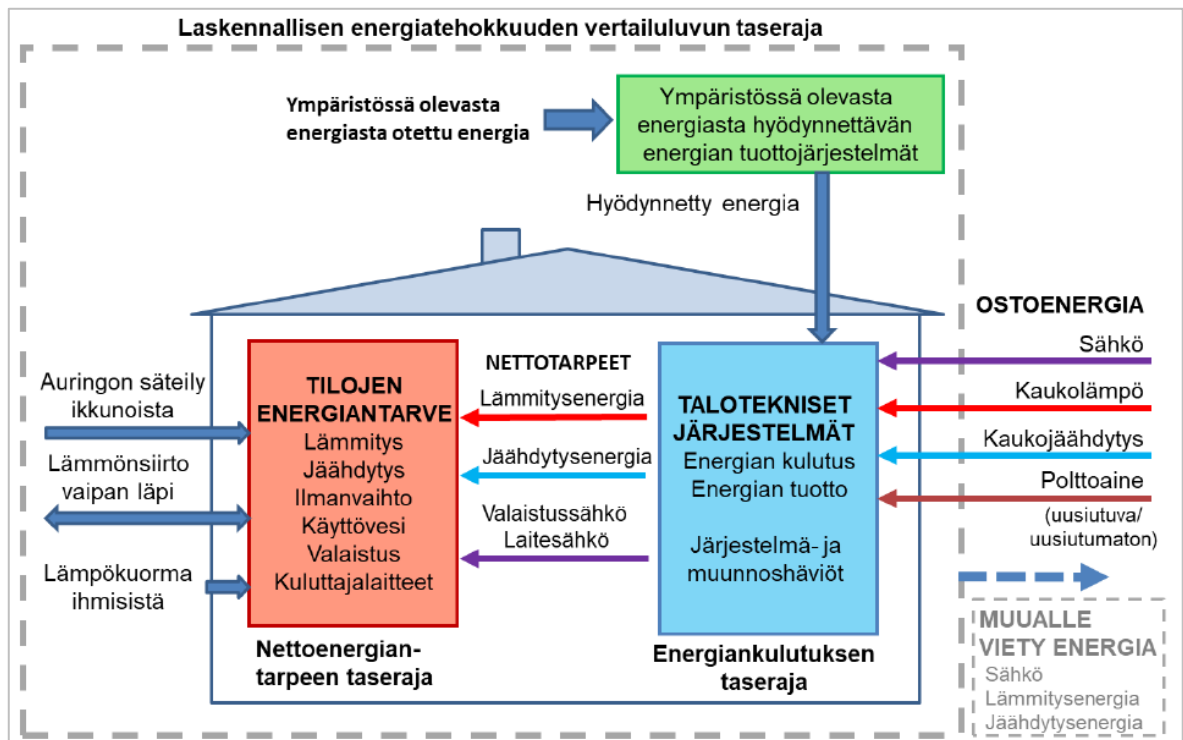 Laskennallisen energiatehokkuuden vertailuluvun taseraja
Ympäristössä olevasta
energiasta otettu energia
Ympäristössä olevasta
energiasta hyödynnettävän
energian tuottojärjestelmät
Hyödynnetty energia
OSTOENERGIA
Sähkö
Kaukolämpö
Kaukojäähdytys
Polttoaine
(uusiutuva/
uusiutumaton)
Auringon säteily
ikkunoista
Lämmönsiirto
vaipan läpi
Lämpökuorma
ihmisistä
TILOJEN
ENERGIANTARVE
Lämmitys
Jäähdytys
Ilmanvaihto
Käyttövesi
Valaistus
Kuluttajalaitteet
Nettoenergian-
tarpeen taseraja
NETTOTARPEET
Lämmitysenergia
Jäähdytysenergia
Valaistussähkö
Laitesähkö
TALOTEKNISET
JÄRJESTELMÄT
Energian kulutus
Energian tuotto
Järjestelmä- ja
muunnoshäviöt
Energiankulutuksen
taseraja
MUUALLE
VIETY ENERGIA
Sähkö
Lämmitysenergia
Jäähdytysenergia